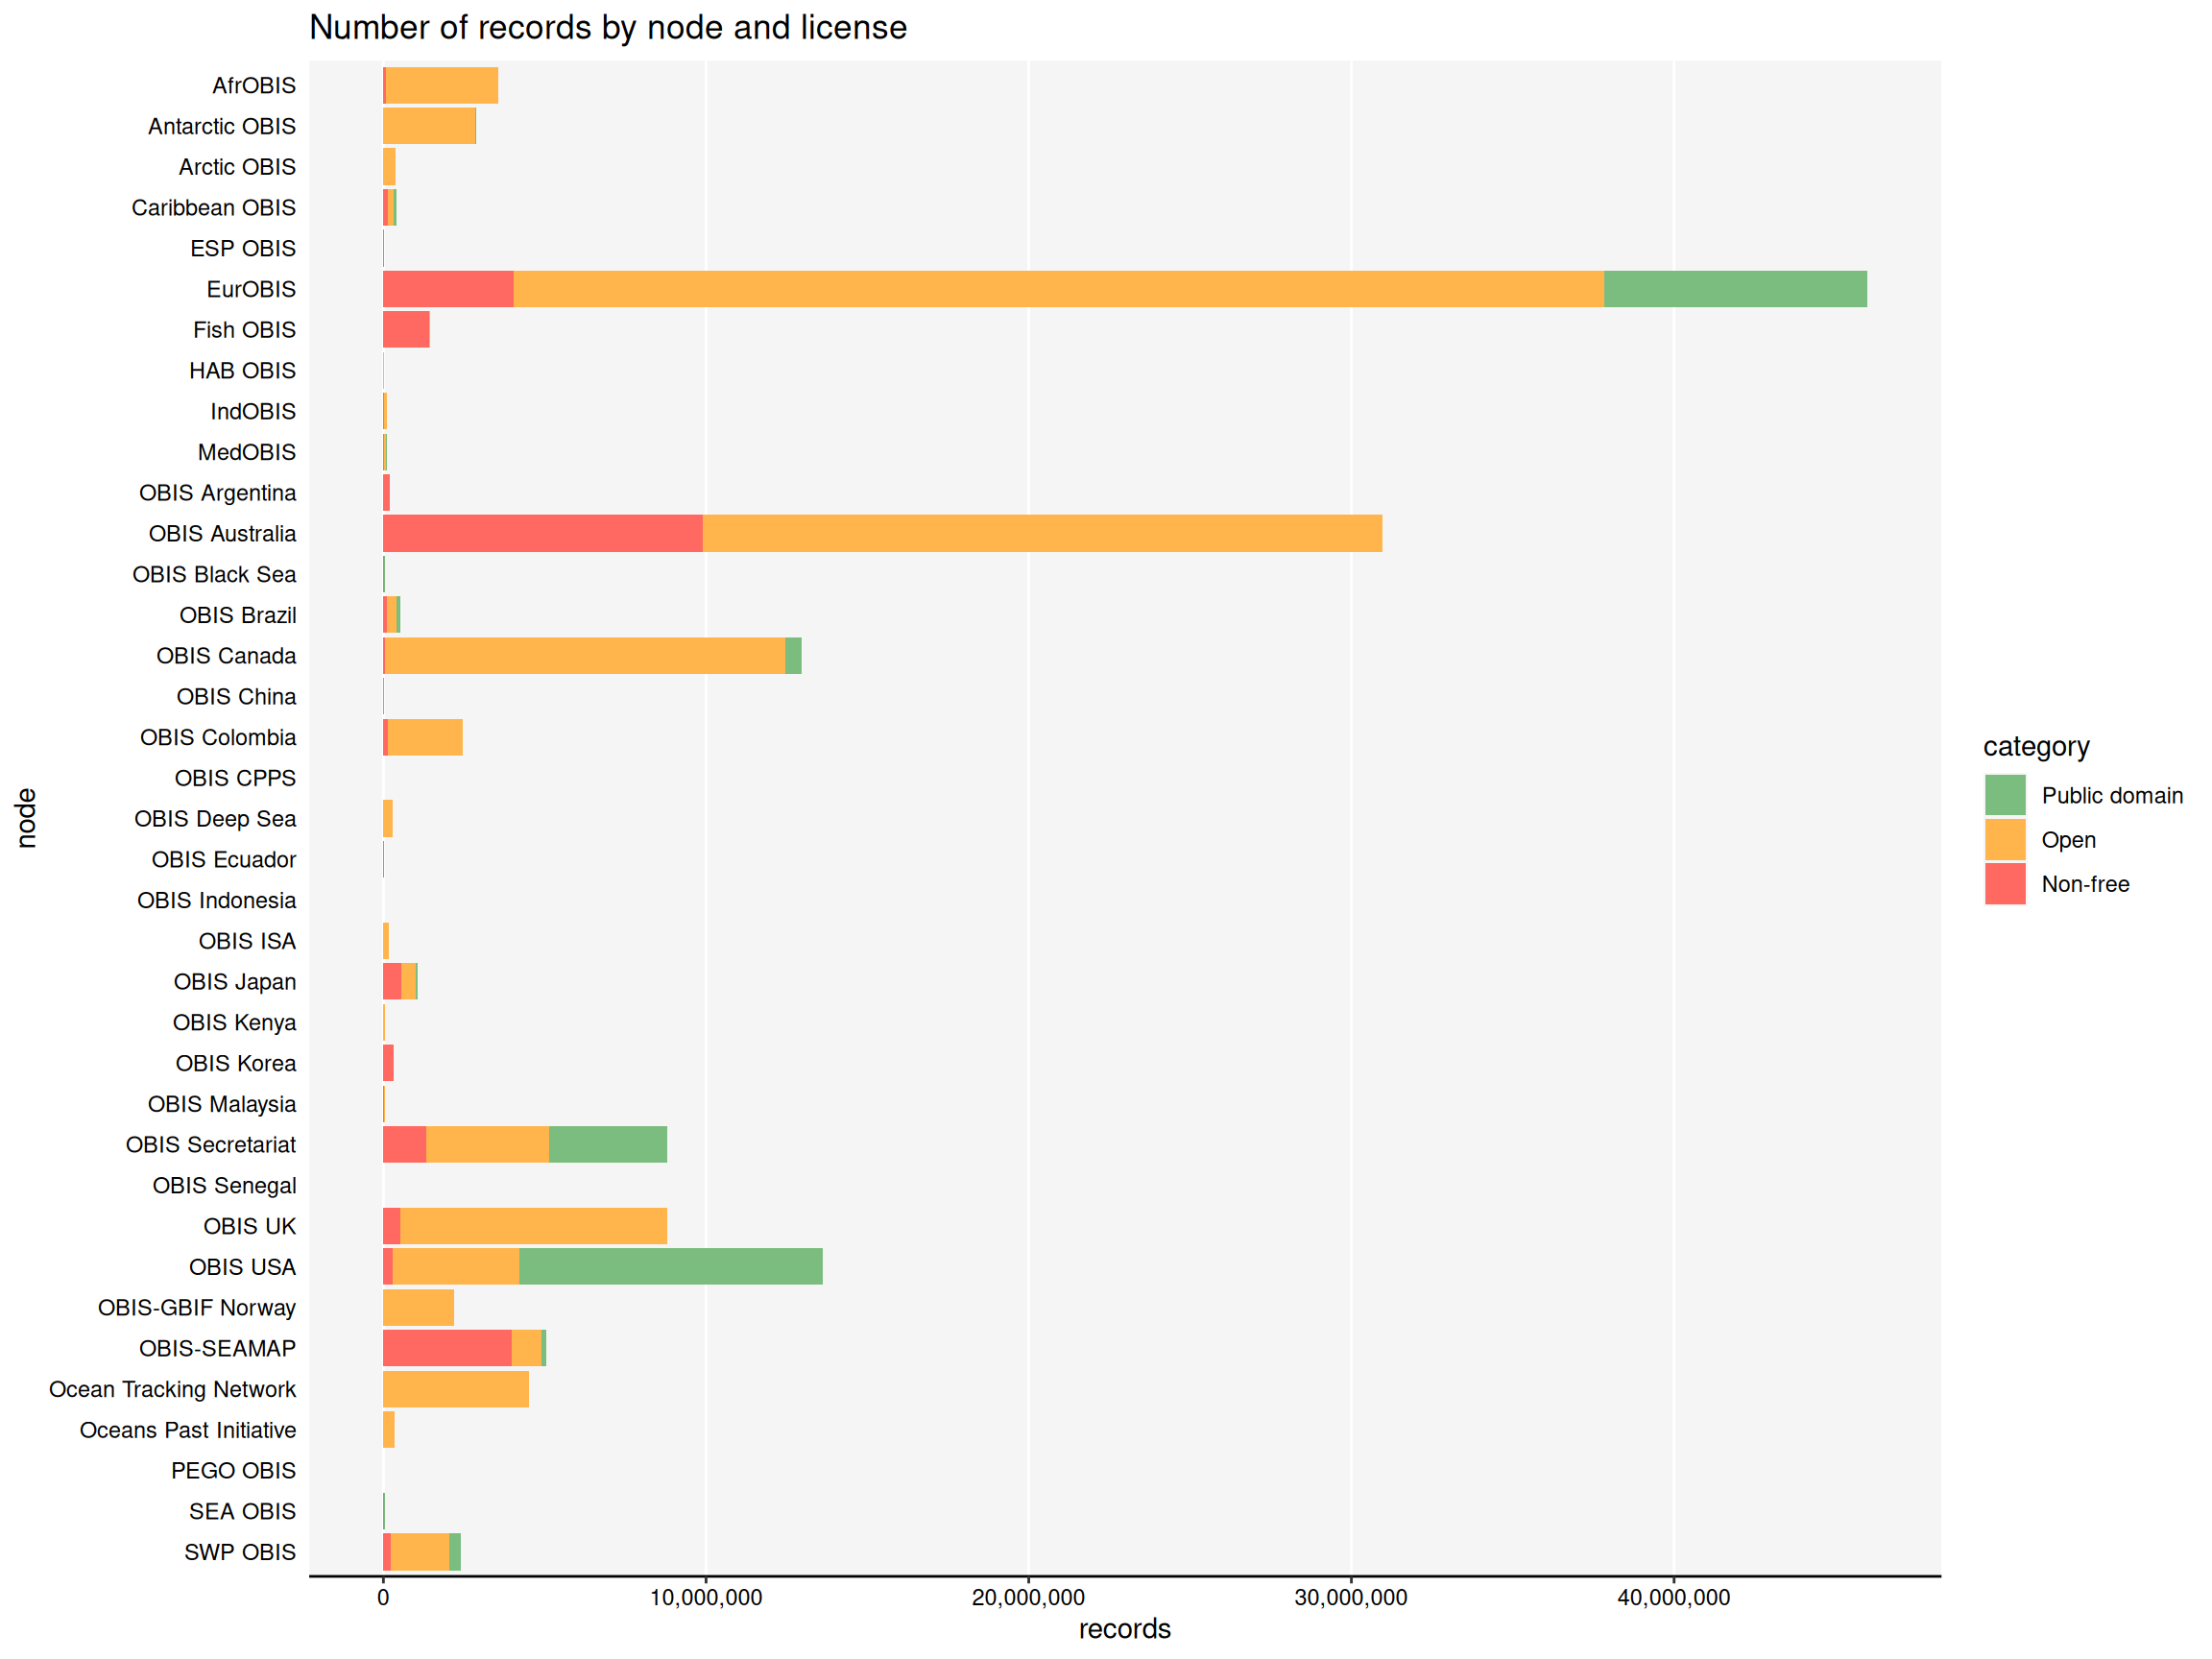 Number of records by node and license
AfrOBIS
Antarctic OBIS
Arctic OBIS
Caribbean OBIS
ESP OBIS
EurOBIS
Fish OBIS
HAB OBIS
IndOBIS
MedOBIS
OBIS Argentina
OBIS Australia
OBIS Black Sea
OBIS Brazil
OBIS Canada
OBIS China
OBIS Colombia
OBIS CPPS
OBIS Deep Sea
OBIS Ecuador
OBIS Indonesia
OBIS ISA
OBIS Japan
OBIS Kenya
OBIS Korea
OBIS Malaysia
OBIS Secretariat
OBIS Senegal
OBIS UK
OBIS USA
OBIS-GBIF Norway
OBIS-SEAMAP
Ocean Tracking Network
Oceans Past Initiative
PEGO OBIS
SEA OBIS
SWP OBIS
node
0 10,000,000 20,000,000 30,000,000 40,000,000
records
category
Public domain
Open
Non-free